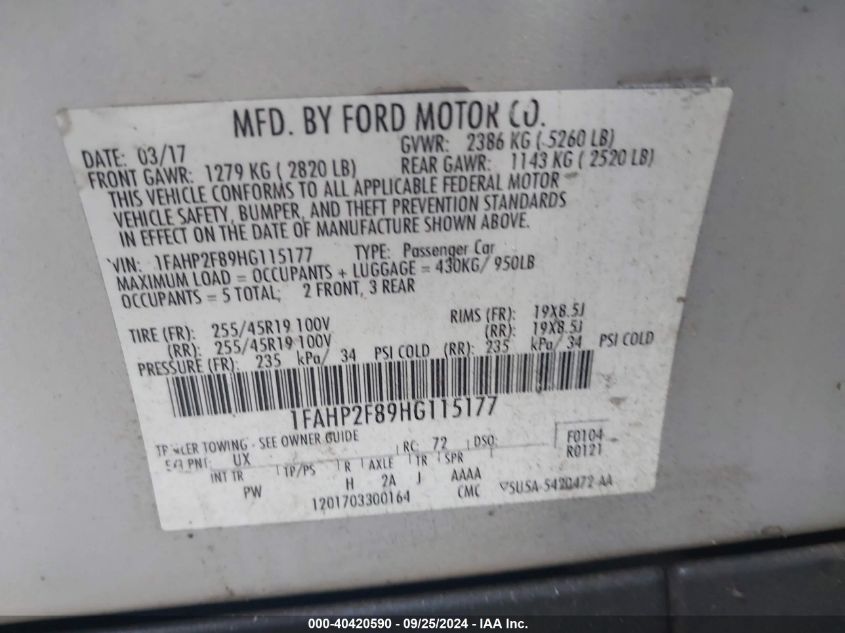 MFD. BY FORD MOTOR CO.
DATE: 03/17 GVWR: 2386 KG ( 5260 LB)
FRONT GAWR: 1279 KG ( 2820 LB) REAR GAWR: 1143 KG ( 2520 LB)
THIS VEHICLE CONFORMS TO ALL APPLICABLE FEDERAL MOTOR
VEHICLE SAFETY, BUMPER, AND THEFT PREVENTION STANDARDS
IN EFFECT ON THE DATE OF MANUFACTURE SHOWN ABOVE.
VIN: 1FAHP2F89HG115177 TYPE: Passenger Car
MAXIMUM LOAD = OCCUPANTS + LUGGAGE = 430KG/ 950LB
OCCUPANTS = 5 TOTAL; 2 FRONT, 3 REAR
TIRE (FR): 255/45R19 100V RIMS (FR): 19X8.5J
(RR): 255/45R19 100V (RR): 19X8.5J
PRESSURE (FR): 235 kPa/ 34 PSI COLD (RR): 235 kPa/ 34 PSI COLD
1FAHP2F89HG115177
TRAILER TOWING - SEE OWNER GUIDE RC: 72 DSO: F0104
PNT: UX R0121
INT TR TP/PS R AXLE TR SPR
PW H 2A J AAAA
1201703300164 CMC 5U5A-5420472-AA
000-40420590 - 09/25/2024 - IAA Inc.